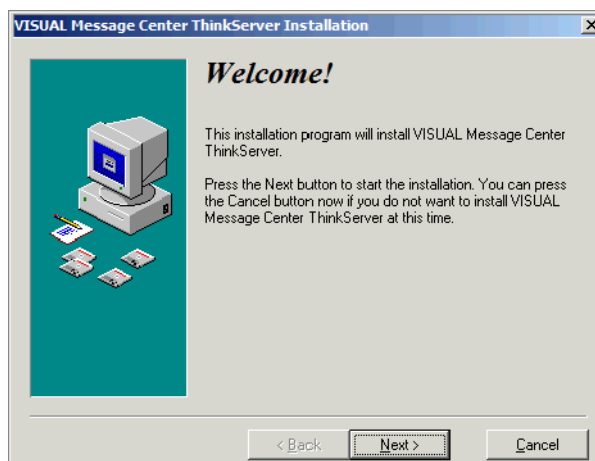 VISUAL Message Center ThinkServer Installation
Welcome!
This installation program will install VISUAL Message Center
ThinkServer.
Press the Next button to start the installation. You can press
the Cancel button now if you do not want to install VISUAL
Message Center ThinkServer at this time.
< Back
Next >
Cancel